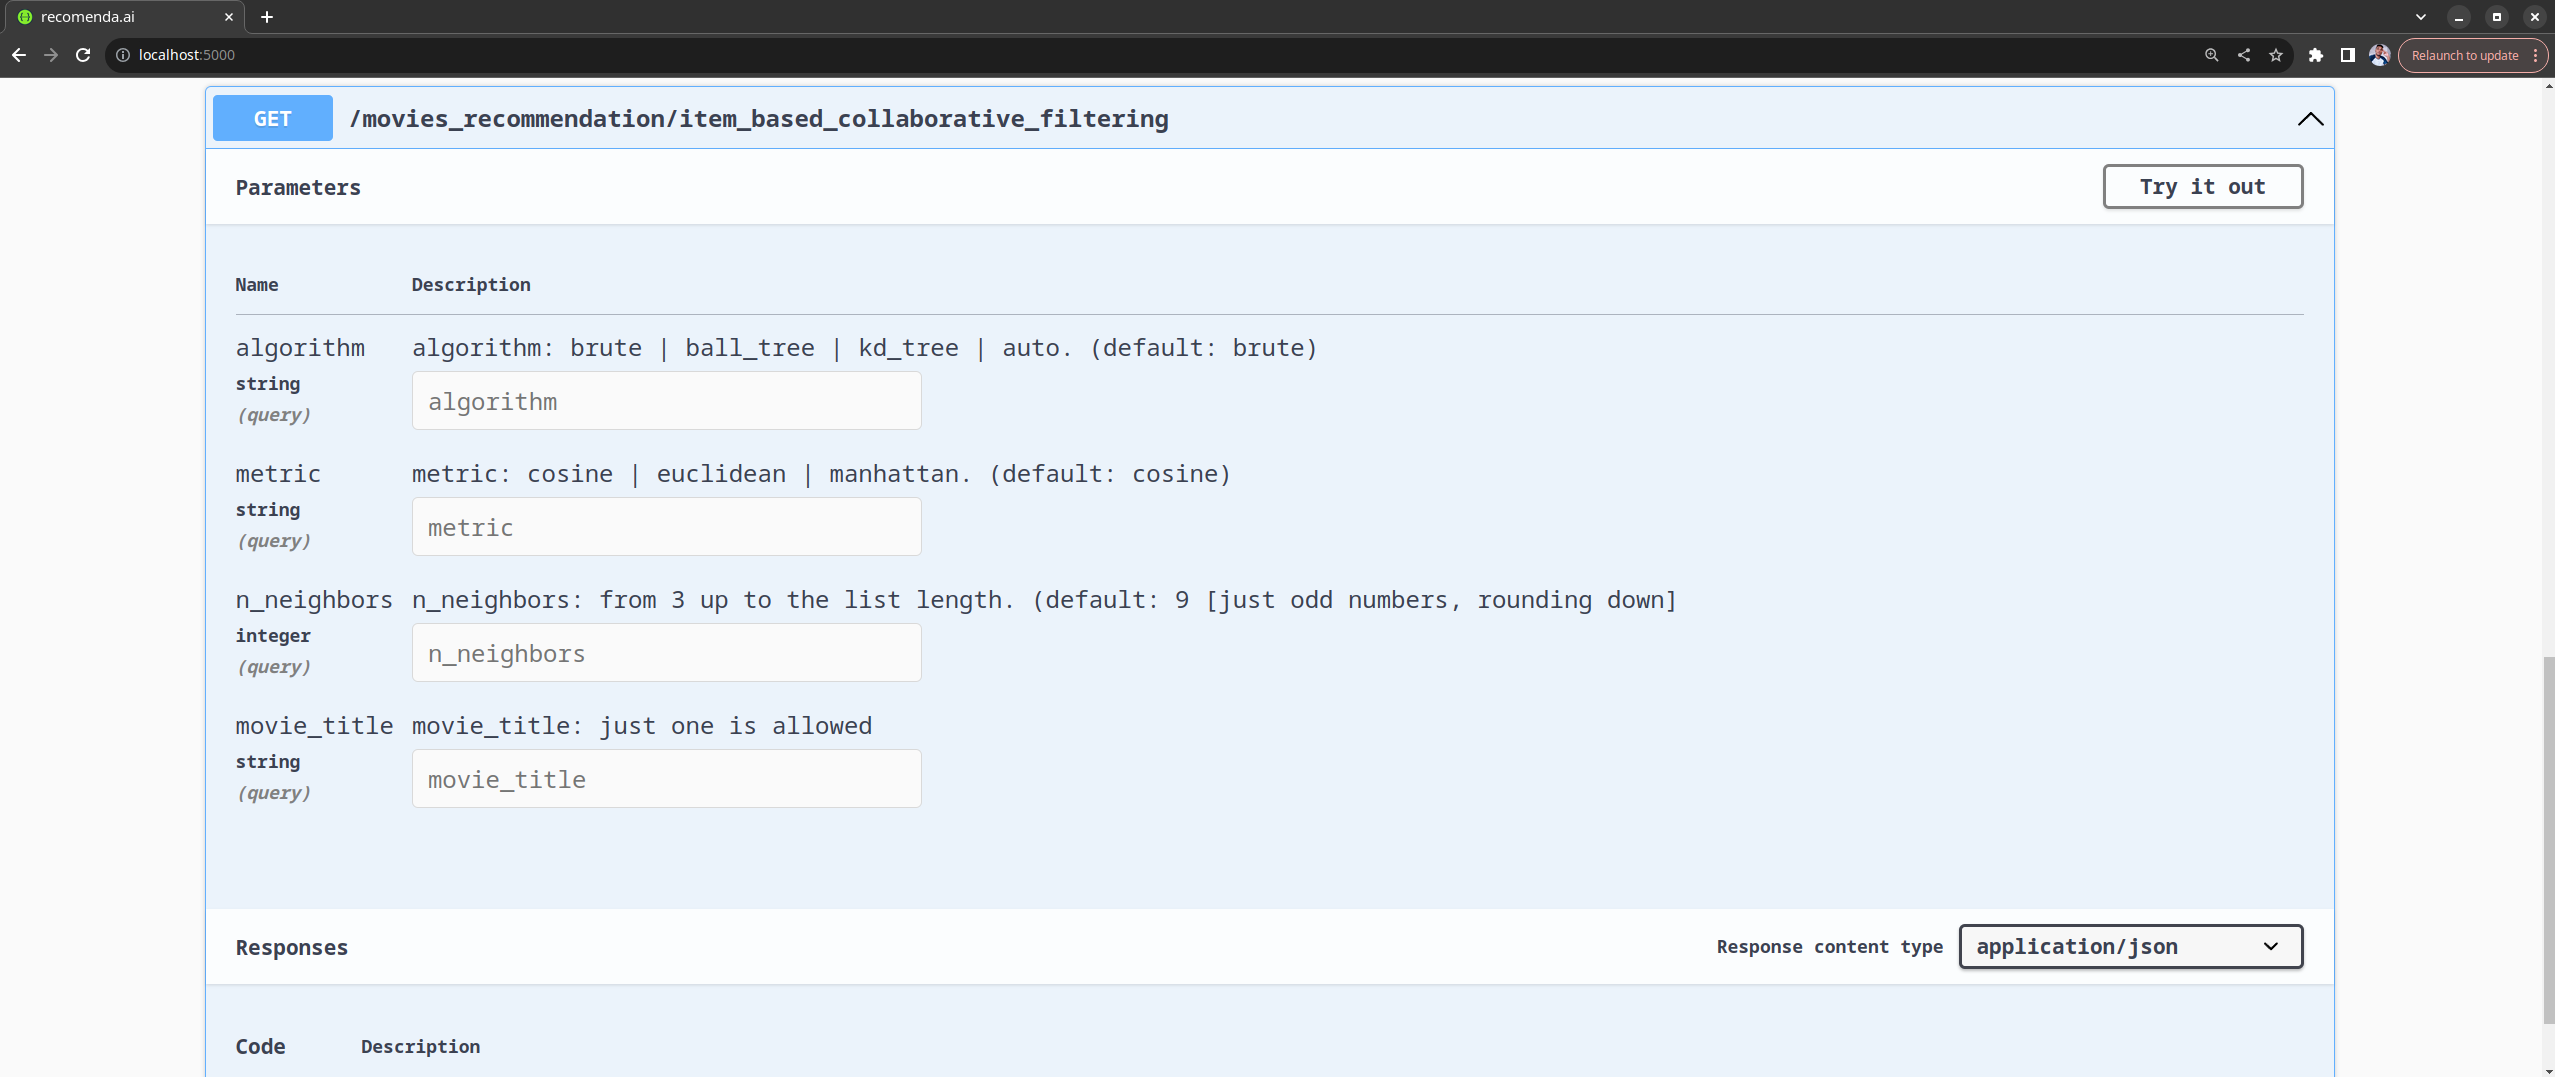 recomenda.ai
localhost:5000
Relaunch to update
GET /movies_recommendation/item_based_collaborative_filtering
Parameters
Try it out
Name Description
algorithm algorithm: brute | ball_tree | kd_tree | auto. (default: brute)
string
(query)
algorithm
metric metric: cosine | euclidean | manhattan. (default: cosine)
string
(query)
metric
n_neighbors n_neighbors: from 3 up to the list length. (default: 9 [just odd numbers, rounding down]
integer
(query)
n_neighbors
movie_title movie_title: just one is allowed
string
(query)
movie_title
Responses
Response content type application/json
Code Description